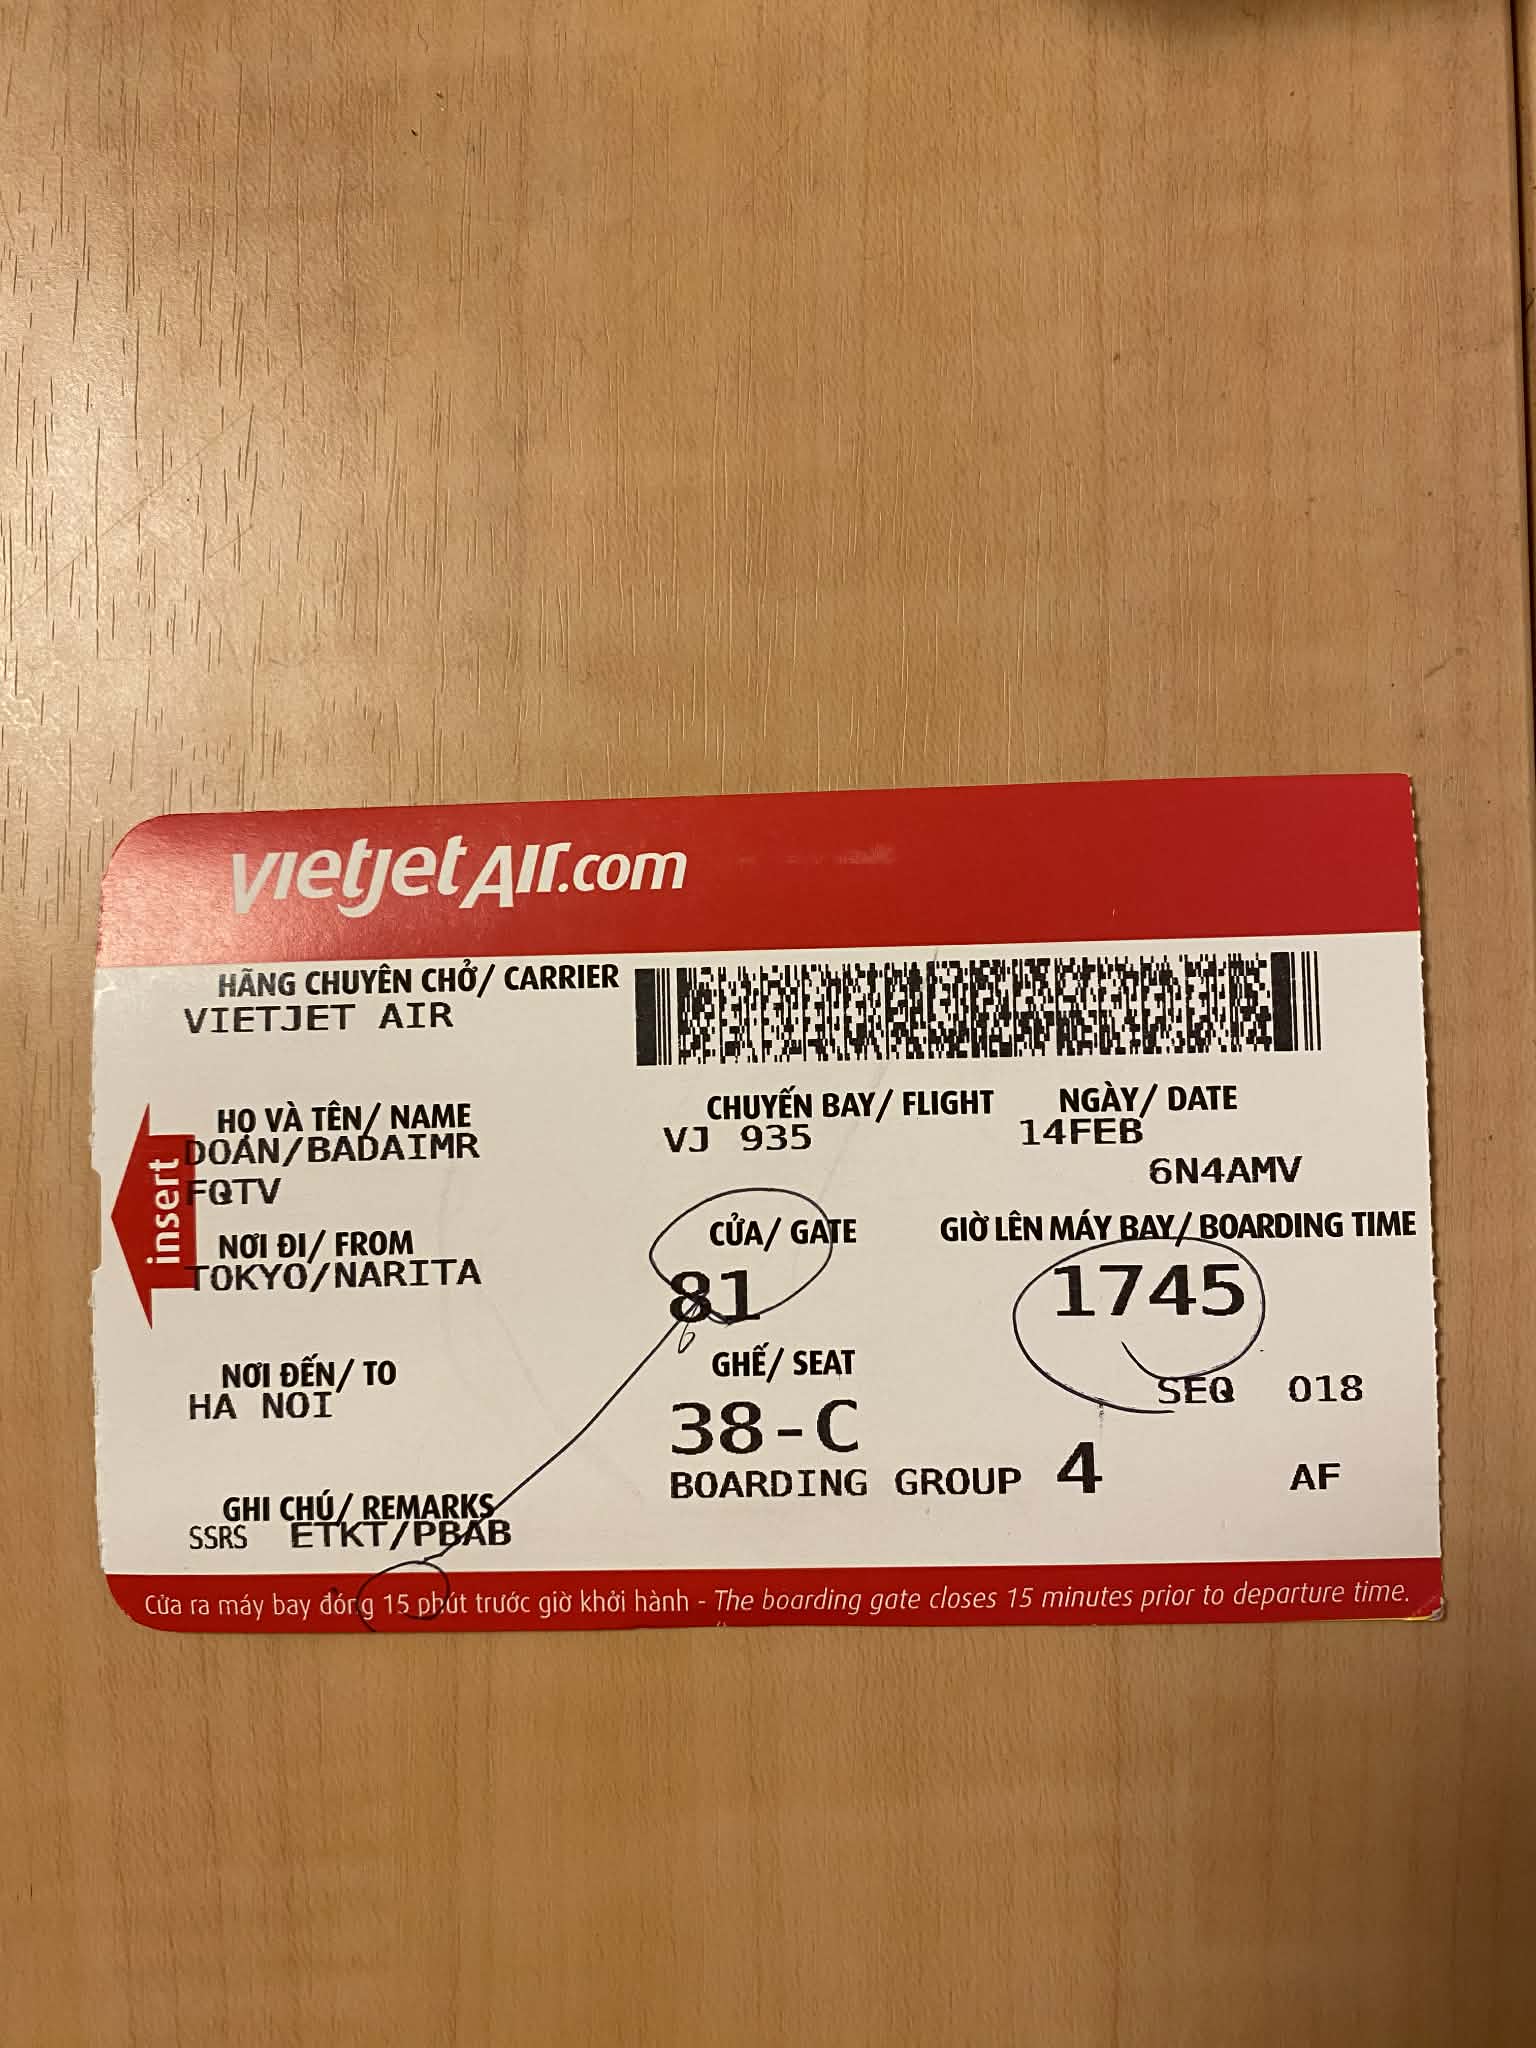 vietjetAir.com
HÃNG CHUYÊN CHỞ/ CARRIER
VIETJET AIR
HỌ VÀ TÊN/ NAME
DOAN/BADAIMR
CHUYẾN BAY/ FLIGHT
VJ 935
NGÀY/ DATE
14FEB
6N4AMV
FQTV
insert
NƠI ĐI/ FROM
TOKYO/NARITA
CỬA/ GATE
81
GIỜ LÊN MÁY BAY/ BOARDING TIME
1745
NƠI ĐẾN/ TO
HA NOI
GHẾ/ SEAT
38-C
SEQ 018
BOARDING GROUP 4
AF
GHI CHÚ/ REMARKS
SSRS ETKT/PBAB
Cửa ra máy bay đóng 15 phút trước giờ khởi hành - The boarding gate closes 15 minutes prior to departure time.